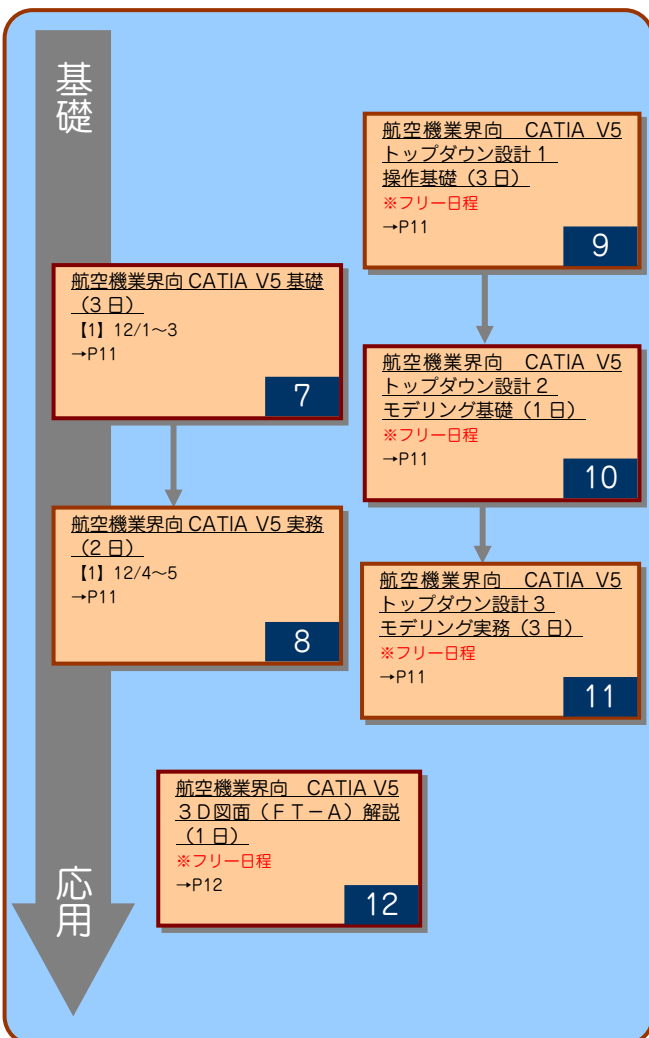 基礎
航空機業界向　CATIA V5
トップダウン設計1
操作基礎（3日）
※フリー日程
→P11
9
航空機業界向 CATIA V5 基礎
（3日）
【1】12/1～3
→P11
7
航空機業界向　CATIA V5
トップダウン設計2
モデリング基礎（1日）
※フリー日程
→P11
10
航空機業界向 CATIA V5 実務
（2日）
【1】12/4～5
→P11
8
航空機業界向　CATIA V5
トップダウン設計3
モデリング実務（3日）
※フリー日程
→P11
11
航空機業界向　CATIA V5
３Ｄ図面（ＦＴ－Ａ）解説
（1日）
※フリー日程
→P12
12
応用